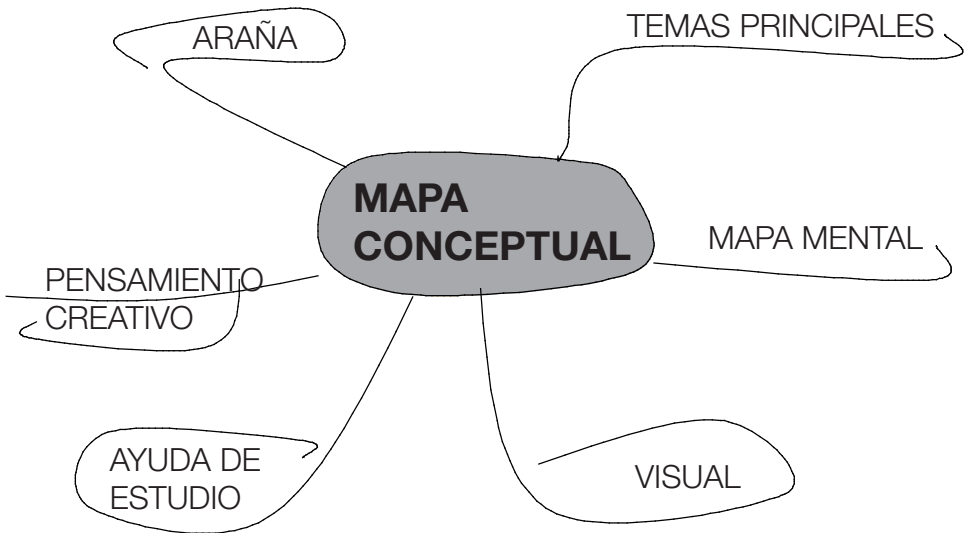 ARAÑA
TEMAS PRINCIPALES
MAPA
CONCEPTUAL
MAPA MENTAL
PENSAMIENTO
CREATIVO
AYUDA DE
ESTUDIO
VISUAL